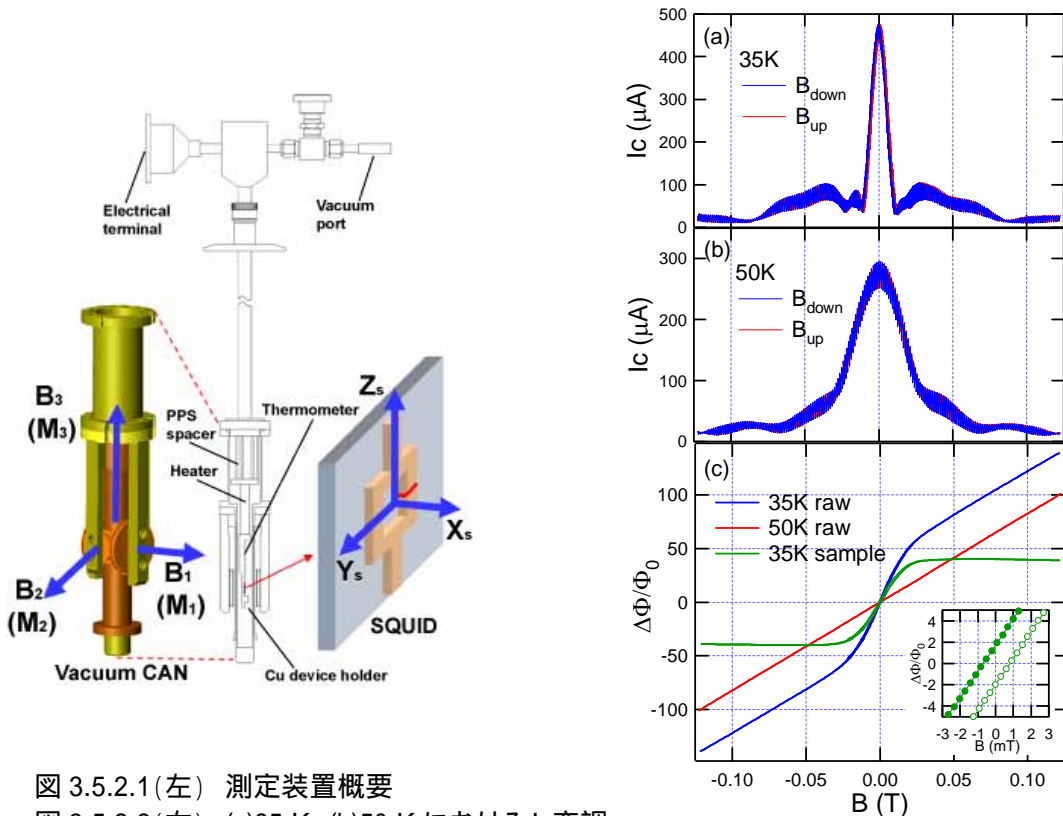 Electrical
terminal
Vacuum
port
B3
(M3)
PPS
spacer
Thermometer
Heater
Zs
Xs
Ys
B1
(M1)
B2
(M2)
SQUID
Vacuum CAN
Cu device holder
(a)
35K
Bdown
Bup
Ic (μA)
500
400
300
200
100
0
(b)
50K
Bdown
Bup
Ic (μA)
300
200
100
0
(c)
35K raw
50K raw
35K sample
ΔΦ/Φ0
100
50
0
-50
-100
ΔΦ/Φ0
4
2
0
-2
-4
-3 -2 -1 0 1 2 3
B (mT)
-0.10 -0.05 0.00 0.05 0.10
B (T)
図 3.5.2.1(左) 測定装置概要